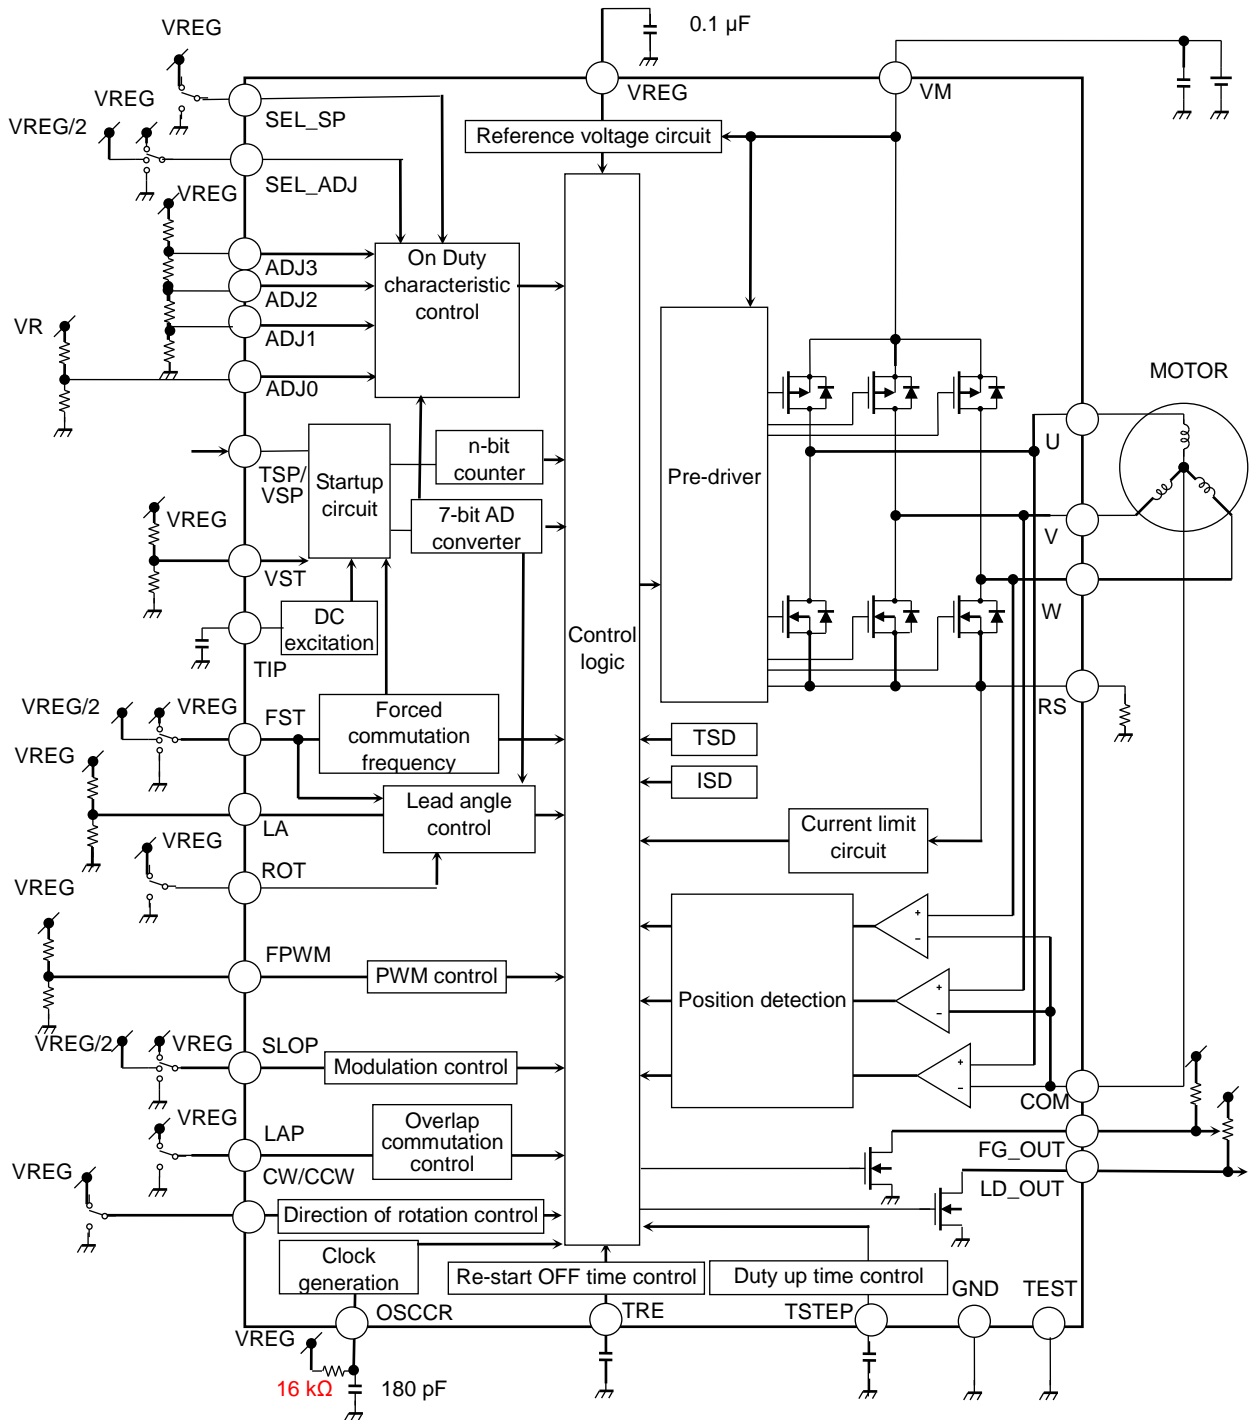 VREG
0.1 µF
VREG
VM
VREG
SEL_SP
VREG/2
Reference voltage circuit
SEL_ADJ
VREG
ADJ3
On Duty
characteristic
control
ADJ2
VR
ADJ1
ADJ0
MOTOR
U
TSP/
VSP
Startup
circuit
n-bit
counter
Pre-driver
VREG
7-bit AD
converter
V
VST
DC
excitation
W
Control
logic
TIP
VREG/2
VREG
FST
Forced
commutation
frequency
RS
TSD
VREG
ISD
LA
Lead angle
control
Current limit
circuit
VREG
ROT
VREG
FPWM
PWM control
Position detection
+
−
+
−
+
−
VREG/2
VREG
SLOP
Modulation control
COM
VREG
LAP
Overlap
commutation
control
FG_OUT
VREG
CW/CCW
LD_OUT
Direction of rotation control
Clock
generation
Re-start OFF time control
Duty up time control
GND
TEST
OSCCR
TRE
TSTEP
VREG
16 kΩ
180 pF